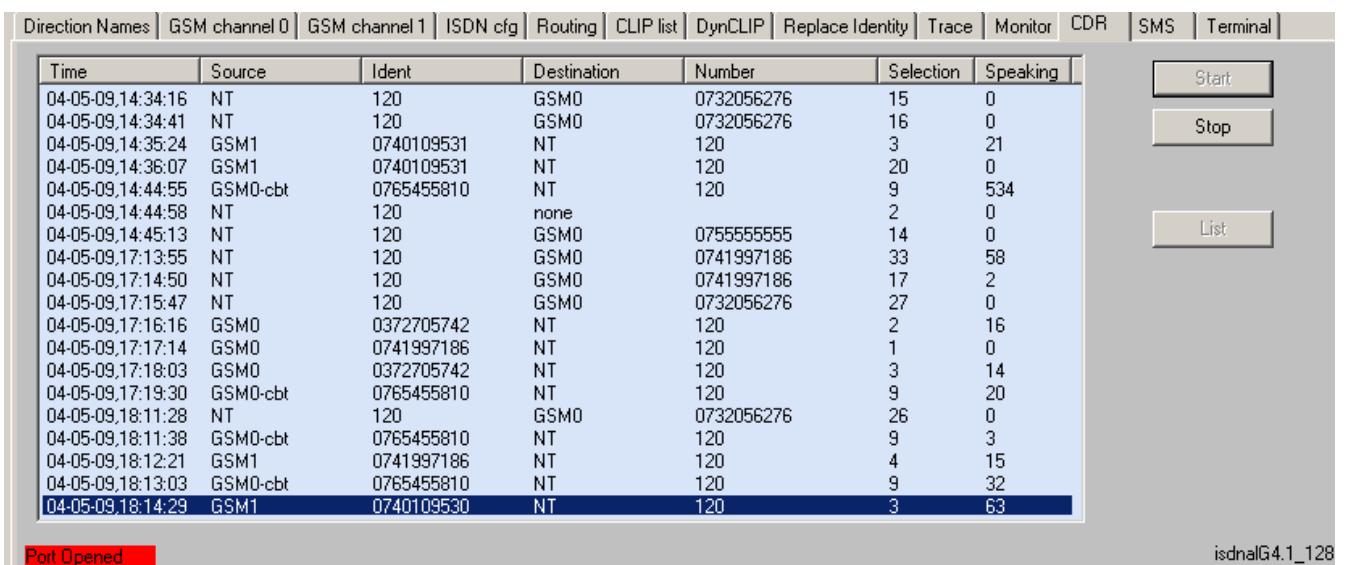 Direction Names GSM channel 0 GSM channel 1 ISDN cfg Routing CLIP list DynCLIP Replace Identity Trace Monitor CDR SMS Terminal
Time Source Ident Destination Number Selection Speaking
04-05-09,14:34:16 NT 120 GSM0 0732056276 15 0
04-05-09,14:34:41 NT 120 GSM0 0732056276 16 0
04-05-09,14:35:24 GSM1 0740109531 NT 120 3 21
04-05-09,14:36:07 GSM1 0740109531 NT 120 20 0
04-05-09,14:44:55 GSM0-cbt 0765455810 NT 120 9 534
04-05-09,14:44:58 NT 120 none 2 0
04-05-09,14:45:13 NT 120 GSM0 0755555555 14 0
04-05-09,17:13:55 NT 120 GSM0 0741997186 33 58
04-05-09,17:14:50 NT 120 GSM0 0741997186 17 2
04-05-09,17:15:47 NT 120 GSM0 0732056276 27 0
04-05-09,17:16:16 GSM0 0372705742 NT 120 2 16
04-05-09,17:17:14 GSM0 0741997186 NT 120 1 0
04-05-09,17:18:03 GSM0 0372705742 NT 120 3 14
04-05-09,17:19:30 GSM0-cbt 0765455810 NT 120 9 20
04-05-09,18:11:28 NT 120 GSM0 0732056276 26 0
04-05-09,18:11:38 GSM0-cbt 0765455810 NT 120 9 3
04-05-09,18:12:21 GSM1 0741997186 NT 120 4 15
04-05-09,18:13:03 GSM0-cbt 0765455810 NT 120 9 32
04-05-09,18:14:29 GSM1 0740109530 NT 120 3 63
Start
Stop
List
Port Opened
isdnalG4.1_128